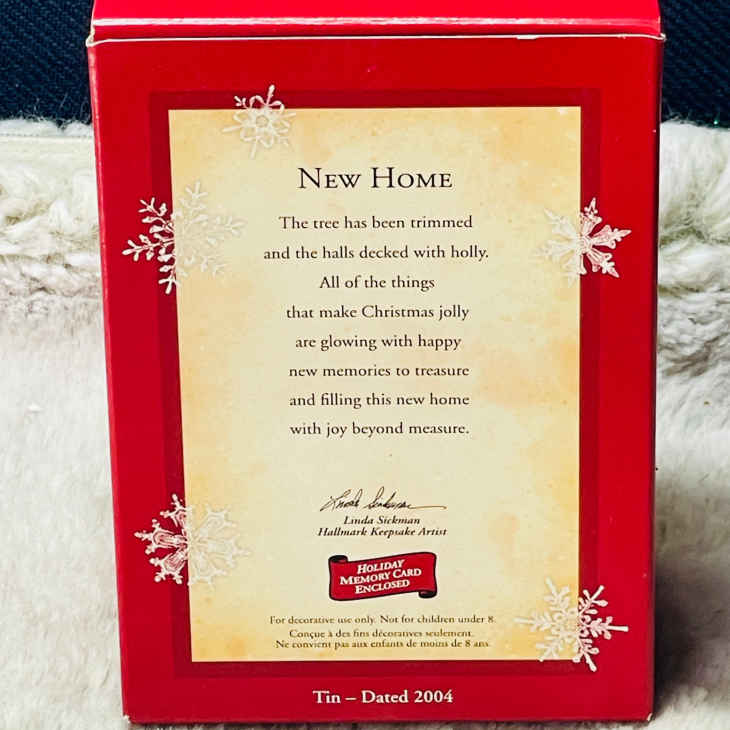 New Home
The tree has been trimmed
and the halls decked with holly.
All of the things
that make Christmas jolly
are glowing with happy
new memories to treasure
and filling this new home
with joy beyond measure.
Linda Sickman
Linda Sickman
Hallmark Keepsake Artist
Holiday
Memory Card
Enclosed
For decorative use only. Not for children under 8.
Conçue à des fins décoratives seulement.
Ne convient pas aux enfants de moins de 8 ans.
Tin – Dated 2004